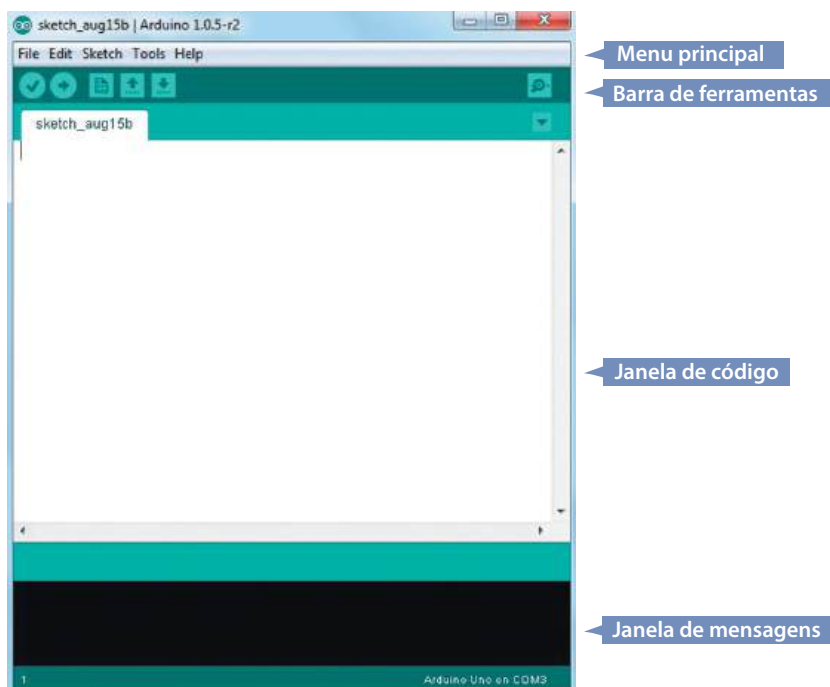 sketch_aug15b | Arduino 1.0.5-r2
File Edit Sketch Tools Help
Menu principal
Barra de ferramentas
sketch_aug15b
Janela de código
Janela de mensagens
1
Arduino Uno on COM3